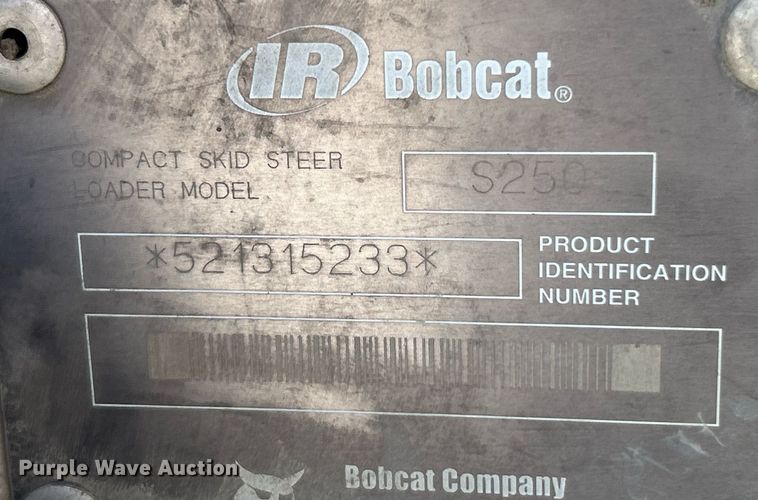 IR Bobcat®
COMPACT SKID STEER
LOADER MODEL
S250
*521315233*
PRODUCT
IDENTIFICATION
NUMBER
Purple Wave Auction
Bobcat Company